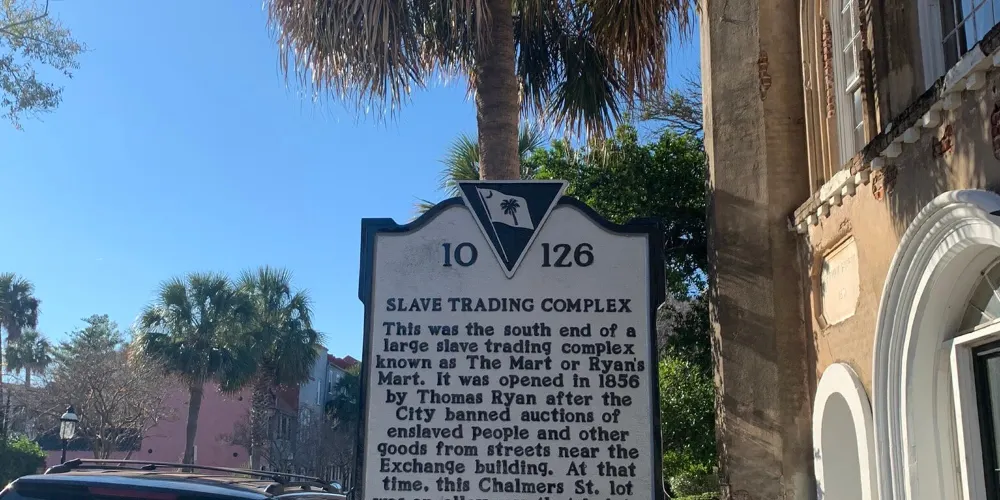 10 126
SLAVE TRADING COMPLEX
This was the south end of a
large slave trading complex
known as The Mart or Ryan's
Mart. It was opened in 1856
by Thomas Ryan after the
City banned auctions of
enslaved people and other
goods from streets near the
Exchange building. At that
time, this Chalmers St. lot